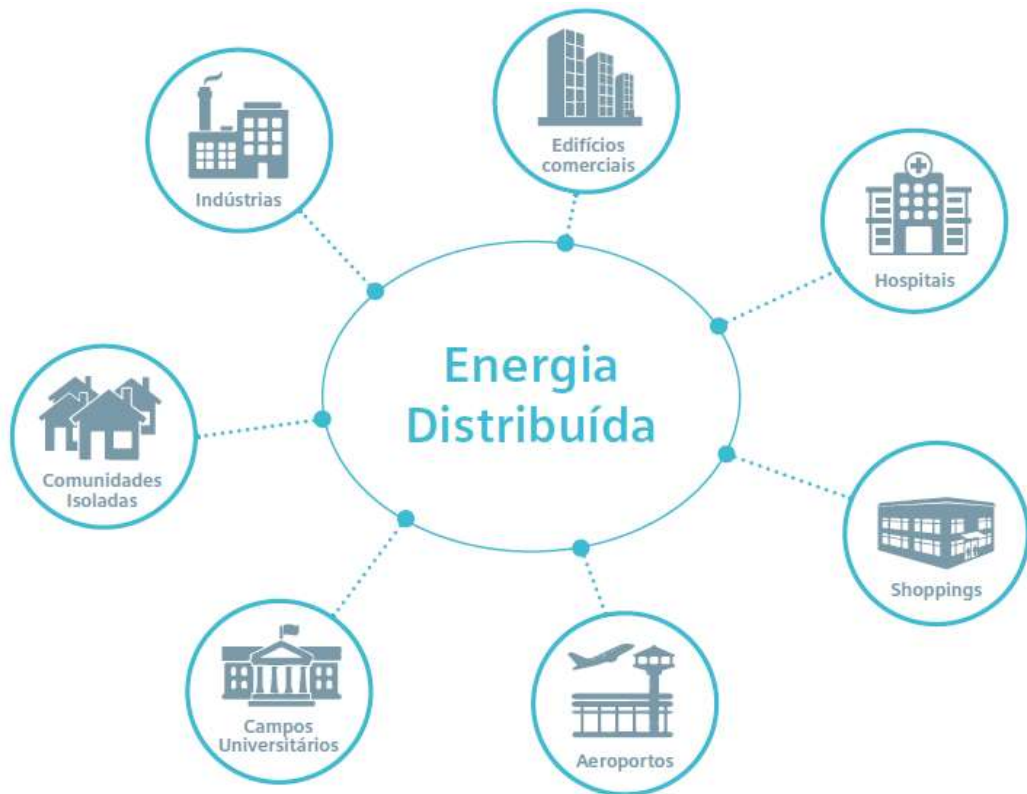 Edifícios
comerciais
Indústrias
Hospitais
Energia
Distribuída
Comunidades
Isoladas
Shoppings
Campos
Universitários
Aeroportos